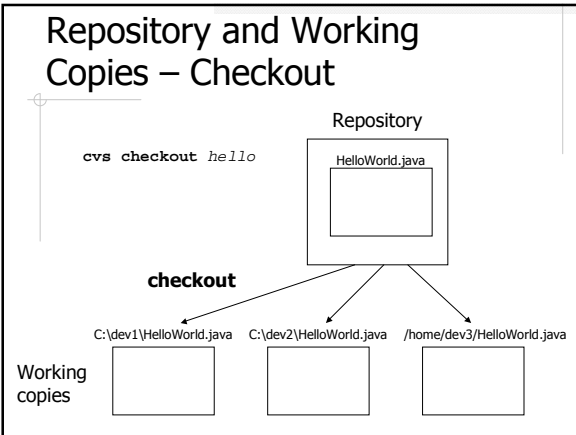 Repository and Working
Copies – Checkout
Repository
cvs checkout hello
HelloWorld.java
checkout
C:\dev1\HelloWorld.java
C:\dev2\HelloWorld.java
/home/dev3/HelloWorld.java
Working
copies